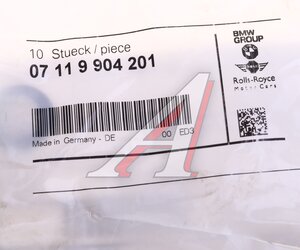 10 Stueck / piece
07 11 9 904 201
Made in Germany - DE 00 ED3
BMW
GROUP
Rolls-Royce
Motor Cars